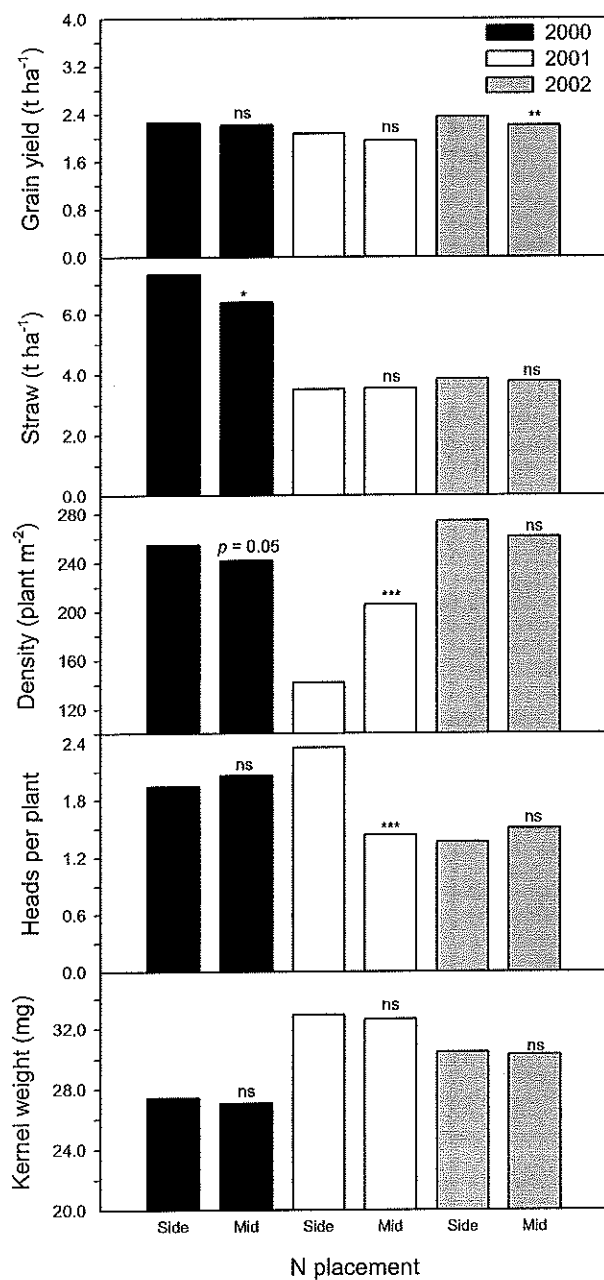 4.0
2000
3.2
2001
2002
2.4
ns
ns
**
1.6
0.8
0.0
Grain yield (t ha⁻¹)
6.0
*
4.0
ns
ns
2.0
0.0
Straw (t ha⁻¹)
280
ns
240
p = 0.05
200
***
160
120
Density (plant m⁻²)
2.4
1.8
ns
ns
***
1.2
0.6
0.0
Heads per plant
32.0
ns
ns
28.0
ns
24.0
20.0
Kernel weight (mg)
Side Mid Side Mid Side Mid
N placement